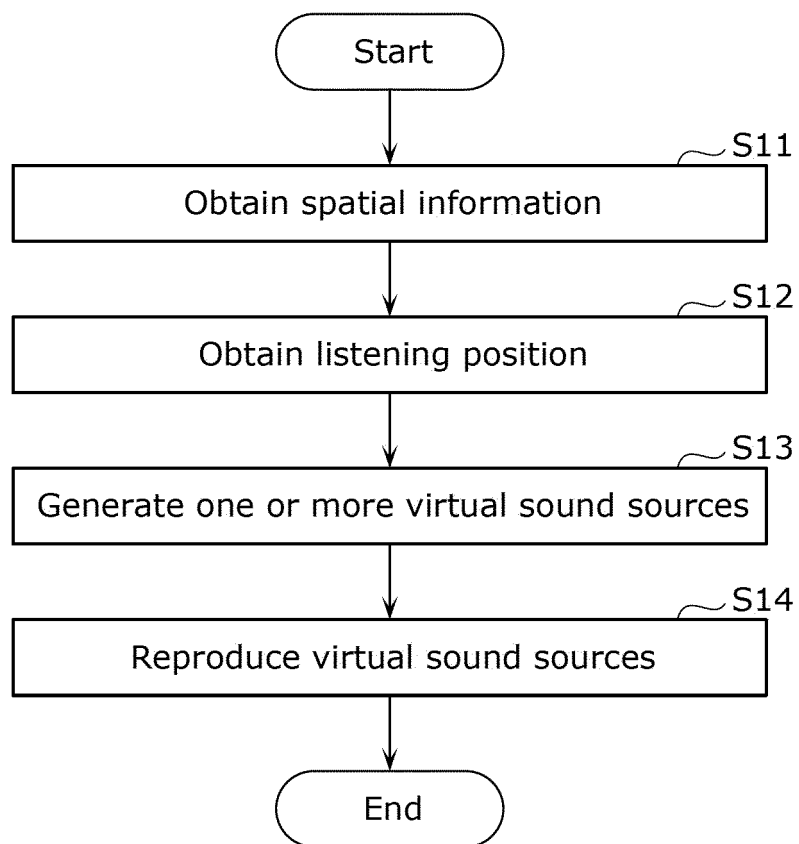 Start
S11
Obtain spatial information
S12
Obtain listening position
S13
Generate one or more virtual sound sources
S14
Reproduce virtual sound sources
End